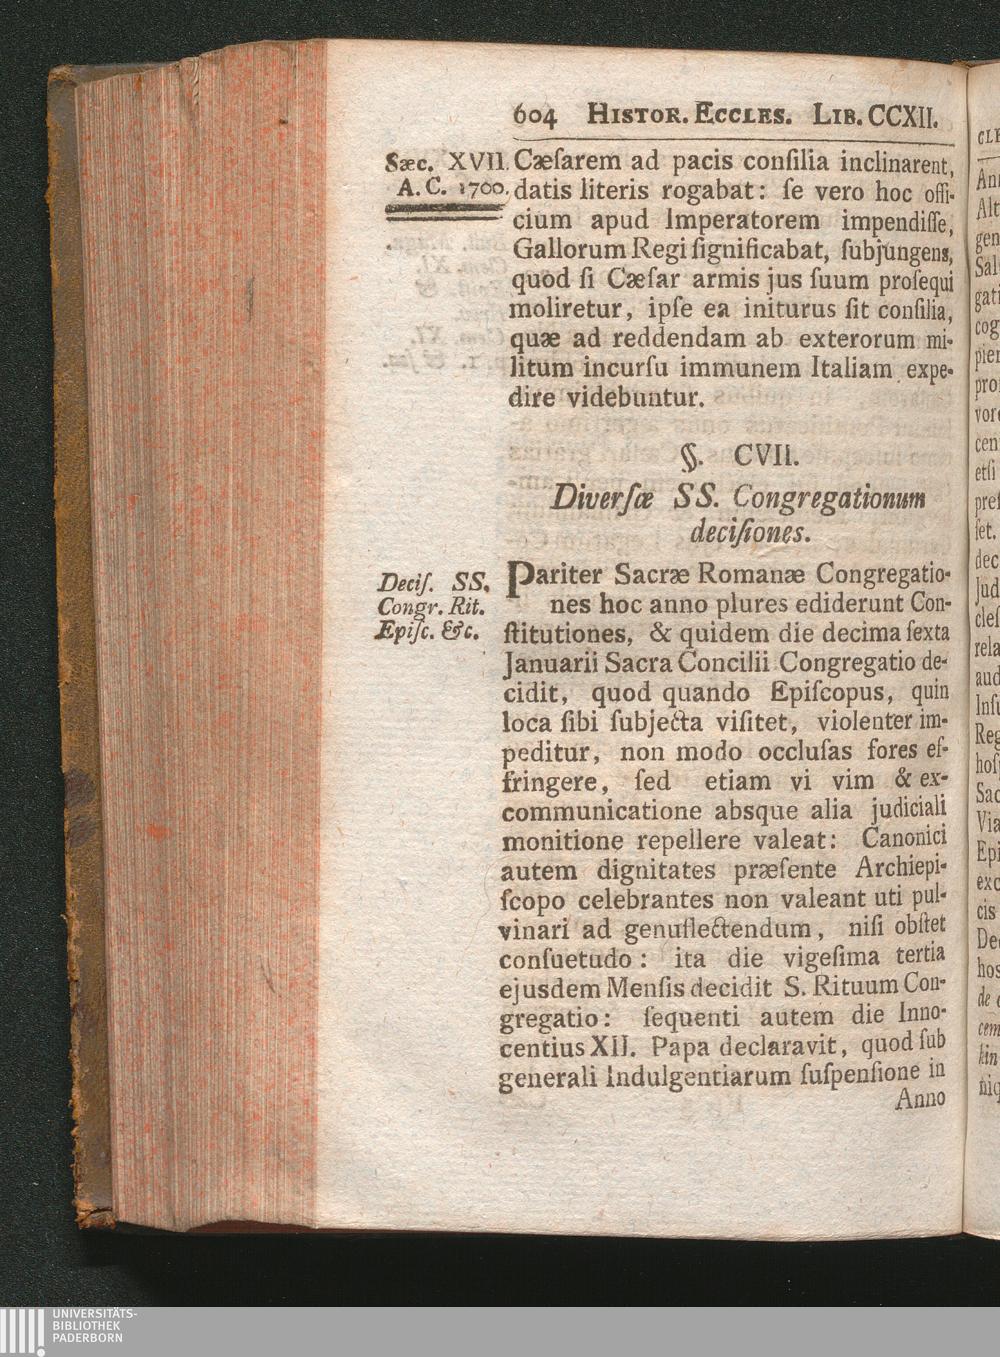 604 HISTOR. ECCLES. LIB. CCXII.
Sæc. XVII.
A. C. 1700.
Cæſarem ad pacis conſilia inclinarent,
datis literis rogabat: ſe vero hoc offi-
cium apud Imperatorem impendiſſe,
Gallorum Regi ſignificabat, ſubjungens,
quod ſi Cæſar armis jus ſuum proſequi
moliretur, ipſe ea initurus ſit conſilia,
quæ ad reddendam ab exterorum mi-
litum incurſu immunem Italiam expe-
dire videbuntur.
§. CVII.
Diverſæ SS. Congregationum
deciſiones.
Deciſ. SS.
Congr. Rit.
Epiſc. &c.
Pariter Sacræ Romanæ Congregatio-
nes hoc anno plures ediderunt Con-
ſtitutiones, & quidem die decima ſexta
Januarii Sacra Concilii Congregatio de-
cidit, quod quando Epiſcopus, quin
loca ſibi ſubjecta viſitet, violenter im-
peditur, non modo occluſas fores ef-
fringere, ſed etiam vi vim & ex-
communicatione absque alia judiciali
monitione repellere valeat: Canonici
autem dignitates præſente Archiepi-
ſcopo celebrantes non valeant uti pul-
vinari ad genuflectendum, niſi obſtet
conſuetudo: ita die vigeſima tertia
ejusdem Menſis decidit S. Rituum Con-
gregatio: ſequenti autem die Inno-
centius XII. Papa declaravit, quod ſub
generali Indulgentiarum ſuſpenſione in
Anno
UNIVERSITÄTS-
BIBLIOTHEK
PADERBORN